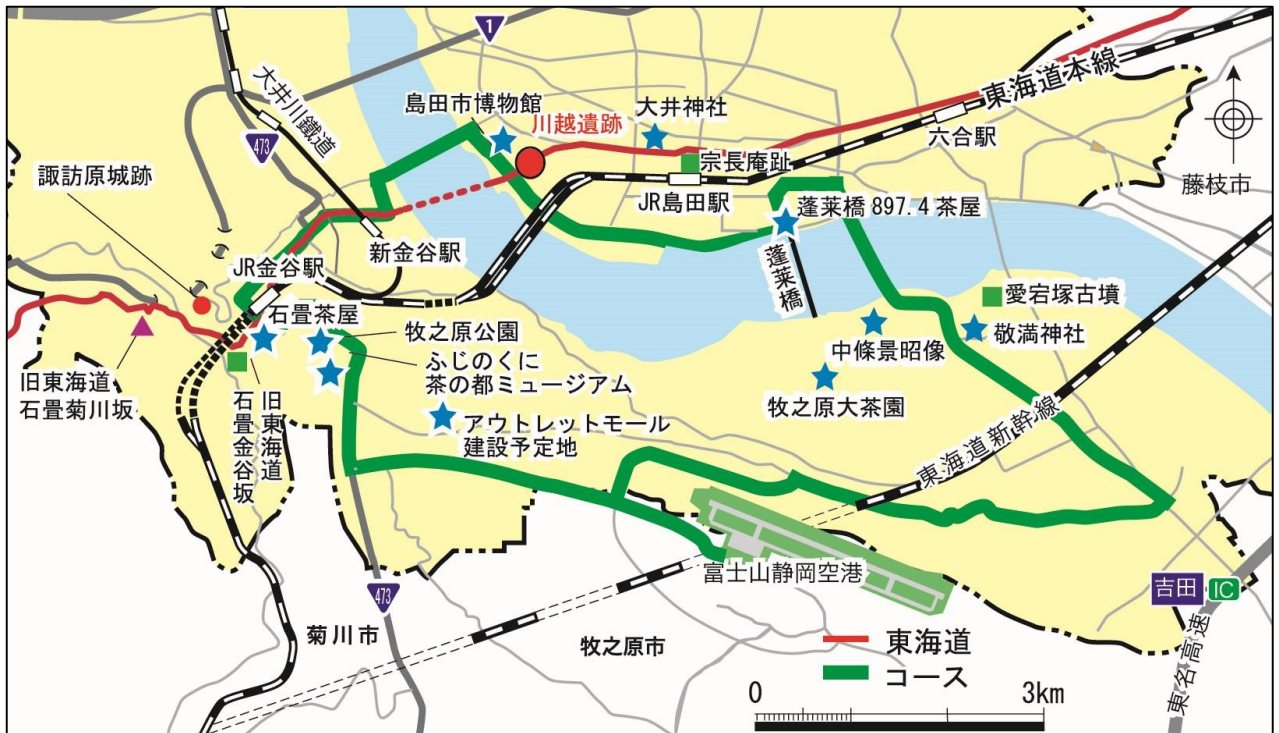 1
東海道本線
大井川鐵道
島田市博物館
大井神社
川越遺跡
六合駅
473
宗長庵趾
諏訪原城跡
JR島田駅
藤枝市
蓬莱橋 897.4 茶屋
新金谷駅
JR金谷駅
蓬莱橋
石畳茶屋
愛宕塚古墳
牧之原公園
敬満神社
中條景昭像
ふじのくに
茶の都ミュージアム
旧東海道
石畳菊川坂
牧之原大茶園
旧東海道
石畳金谷坂
アウトレットモール
建設予定地
東海道新幹線
富士山静岡空港
吉田 IC
473
菊川市
牧之原市
東海道
コース
東名高速
0 3km